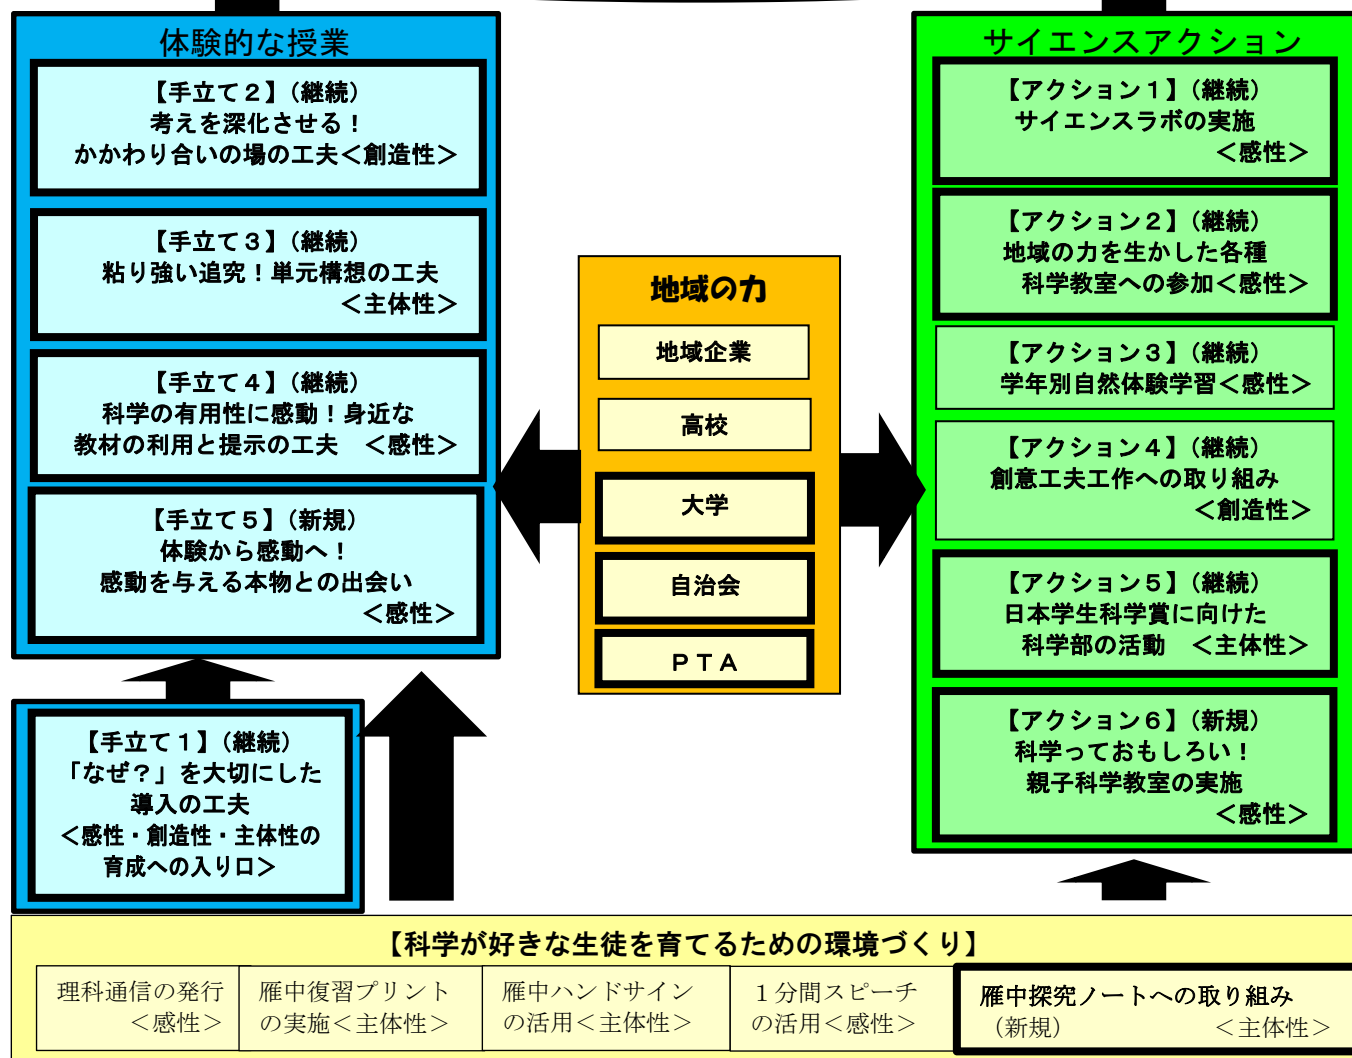 体験的な授業
【手立て２】（継続）
考えを深化させる！
かかわり合いの場の工夫＜創造性＞
【手立て３】（継続）
粘り強い追究！単元構想の工夫
＜主体性＞
【手立て４】（継続）
科学の有用性に感動！身近な
教材の利用と提示の工夫　＜感性＞
【手立て５】（新規）
体験から感動へ！
感動を与える本物との出会い
＜感性＞
【手立て１】（継続）
「なぜ？」を大切にした
導入の工夫
＜感性・創造性・主体性の
育成への入り口＞
地域の力
地域企業
高校
大学
自治会
ＰＴＡ
サイエンスアクション
【アクション１】（継続）
サイエンスラボの実施
＜感性＞
【アクション２】（継続）
地域の力を生かした各種
科学教室への参加＜感性＞
【アクション３】（継続）
学年別自然体験学習＜感性＞
【アクション４】（継続）
創意工夫工作への取り組み
＜創造性＞
【アクション５】（継続）
日本学生科学賞に向けた
科学部の活動　＜主体性＞
【アクション６】（新規）
科学っておもしろい！
親子科学教室の実施
＜感性＞
【科学が好きな生徒を育てるための環境づくり】
理科通信の発行
＜感性＞
雁中復習プリント
の実施＜主体性＞
雁中ハンドサイン
の活用＜主体性＞
１分間スピーチ
の活用＜感性＞
雁中探究ノートへの取り組み
（新規）　＜主体性＞